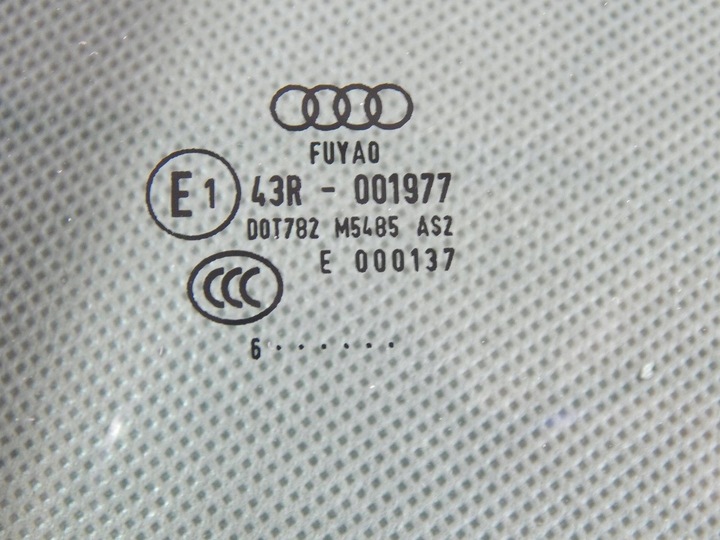 FUYAO
E1 43R - 001977
DOT782 M5485 AS2
E 000137
CCC
6 · · · · · ·